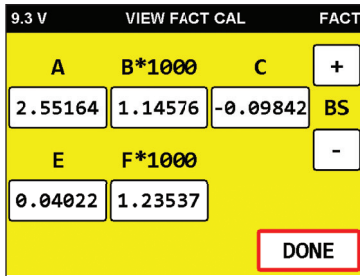 9.3 V VIEW FACT CAL FACT
A B*1000 C +
2.55164 1.14576 -0.09842 BS
E F*1000 -
0.04022 1.23537
DONE